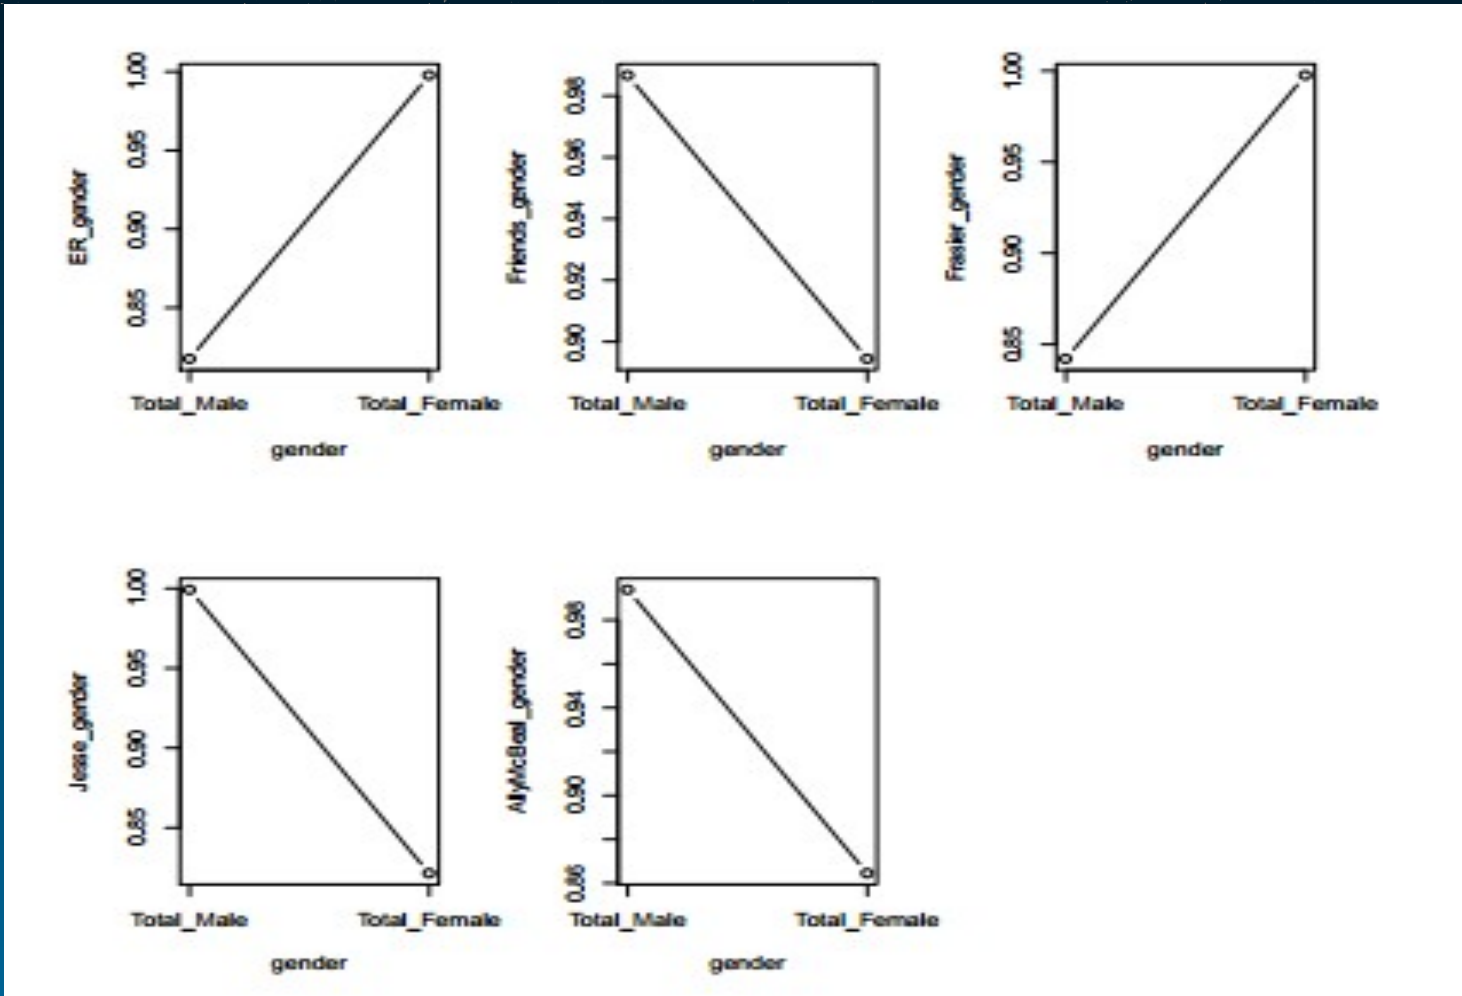 ER_gender
1.00
0.95
0.90
0.85
Total_Male Total_Female
gender
Friends_gender
0.98
0.96
0.94
0.92
0.90
Total_Male Total_Female
gender
Frasier_gender
1.00
0.95
0.90
0.85
Total_Male Total_Female
gender
Jesse_gender
1.00
0.95
0.90
0.85
Total_Male Total_Female
gender
AllyMcBeal_gender
0.98
0.94
0.90
0.86
Total_Male Total_Female
gender